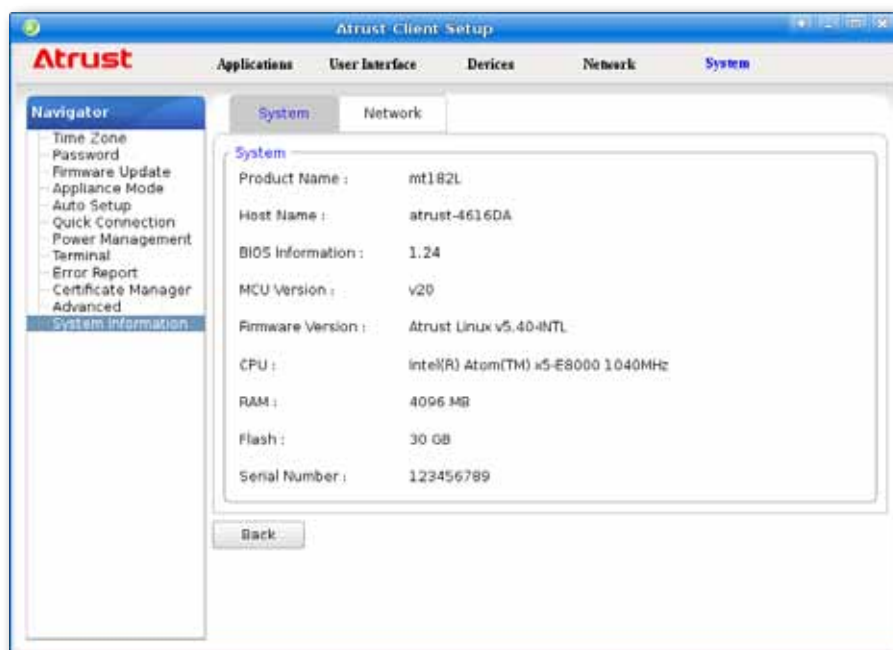 Atrust Client Setup
Atrust
Applications User Interface Devices Network System
Navigator
Time Zone
Password
Firmware Update
Appliance Mode
Auto Setup
Quick Connection
Power Management
Terminal
Error Report
Certificate Manager
Advanced
System Information
System Network
System
Product Name : mt182L
Host Name : atrust-4616DA
BIOS Information : 1.24
MCU Version : v20
Firmware Version : Atrust Linux v5.40-INTL
CPU : Intel(R) Atom(TM) x5-E8000 1040MHz
RAM : 4096 MB
Flash : 30 GB
Serial Number : 123456789
Back